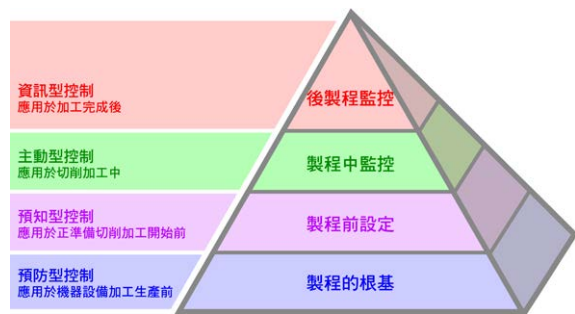 資訊型控制
應用於加工完成後
後製程監控
主動型控制
應用於切削加工中
製程中監控
預知型控制
應用於正準備切削加工開始前
製程前設定
預防型控制
應用於機器設備加工生產前
製程的根基